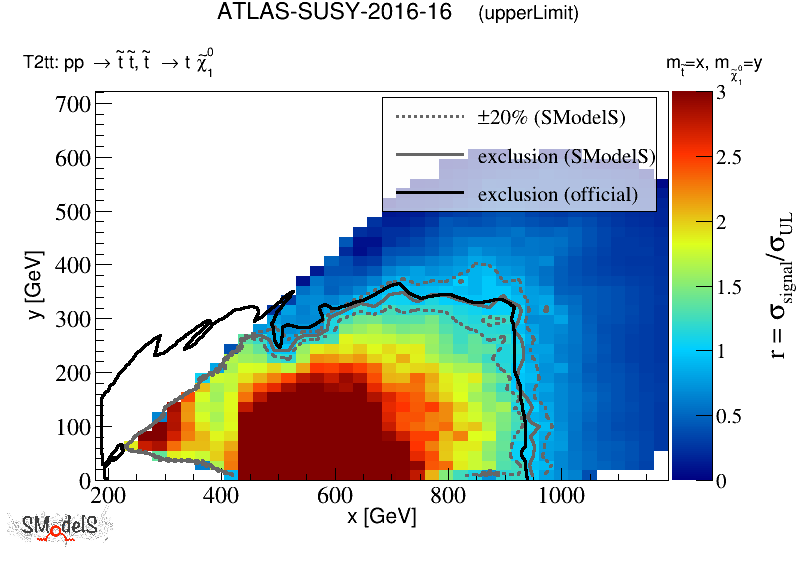 ATLAS-SUSY-2016-16 (upperLimit)
T2tt: pp → t̃ t̃, t̃ → t χ̃₁⁰
m_t̃=x, m_χ̃₁⁰=y
±20% (SModelS)
exclusion (SModelS)
exclusion (official)
700
600
500
400
300
200
100
0
y [GeV]
200 400 600 800 1000
x [GeV]
3
2.5
2
1.5
1
0.5
0
r = σ_signal/σ_UL
SModelS